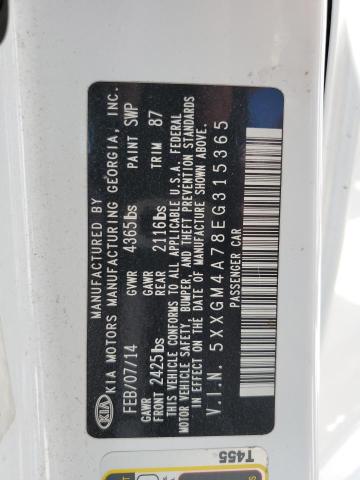 MANUFACTURED BY
KIA KIA MOTORS MANUFACTURING GEORGIA, INC.
FEB/07/14 GVWR 4365lbs PAINT SWP
GAWR FRONT 2425lbs GAWR REAR 2116lbs TRIM 87
THIS VEHICLE CONFORMS TO ALL APPLICABLE U.S.A. FEDERAL
MOTOR VEHICLE SAFETY, BUMPER, AND THEFT PREVENTION STANDARDS
IN EFFECT ON THE DATE OF MANUFACTURE SHOWN ABOVE.
V.I.N. 5XXGM4A78EG315365
PASSENGER CAR
T455